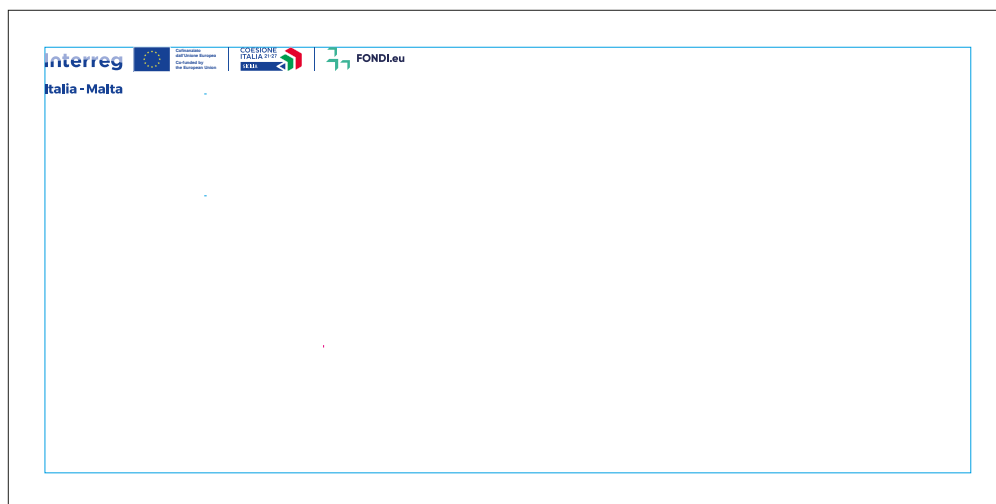 Interreg
Cofinanziato
dall'Unione Europea
Co-funded by
the European Union
COESIONE
ITALIA 21-27
SICILIA
FONDI.eu
Italia - Malta